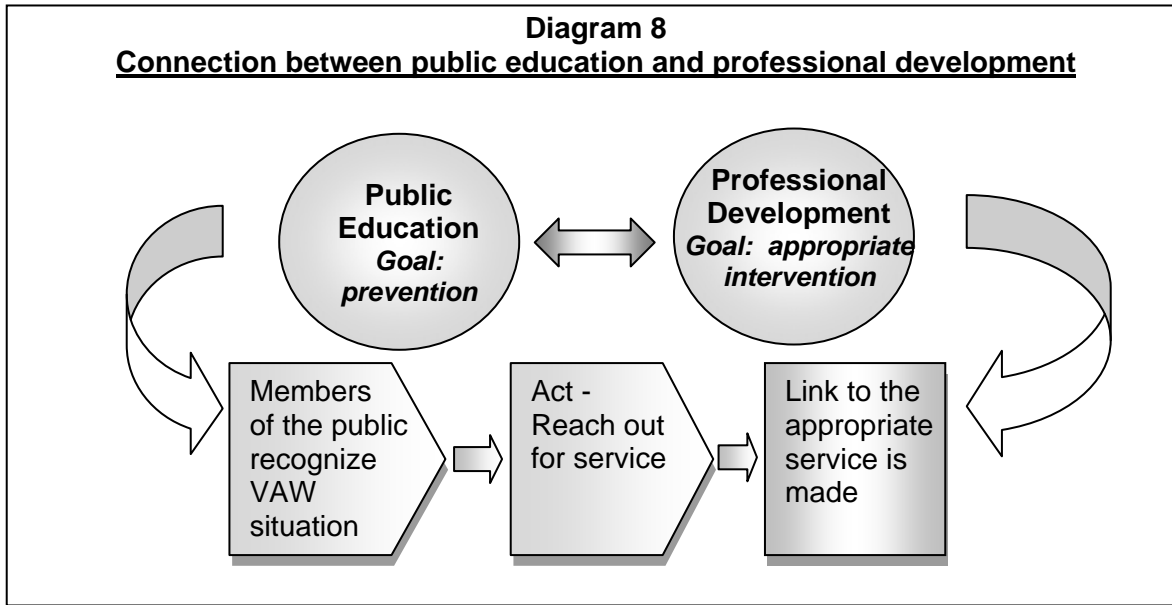 Diagram 8
Connection between public education and professional development
Public
Education
Goal:
prevention
Professional
Development
Goal: appropriate
intervention
Members
of the public
recognize
VAW
situation
Act -
Reach out
for service
Link to the
appropriate
service is
made